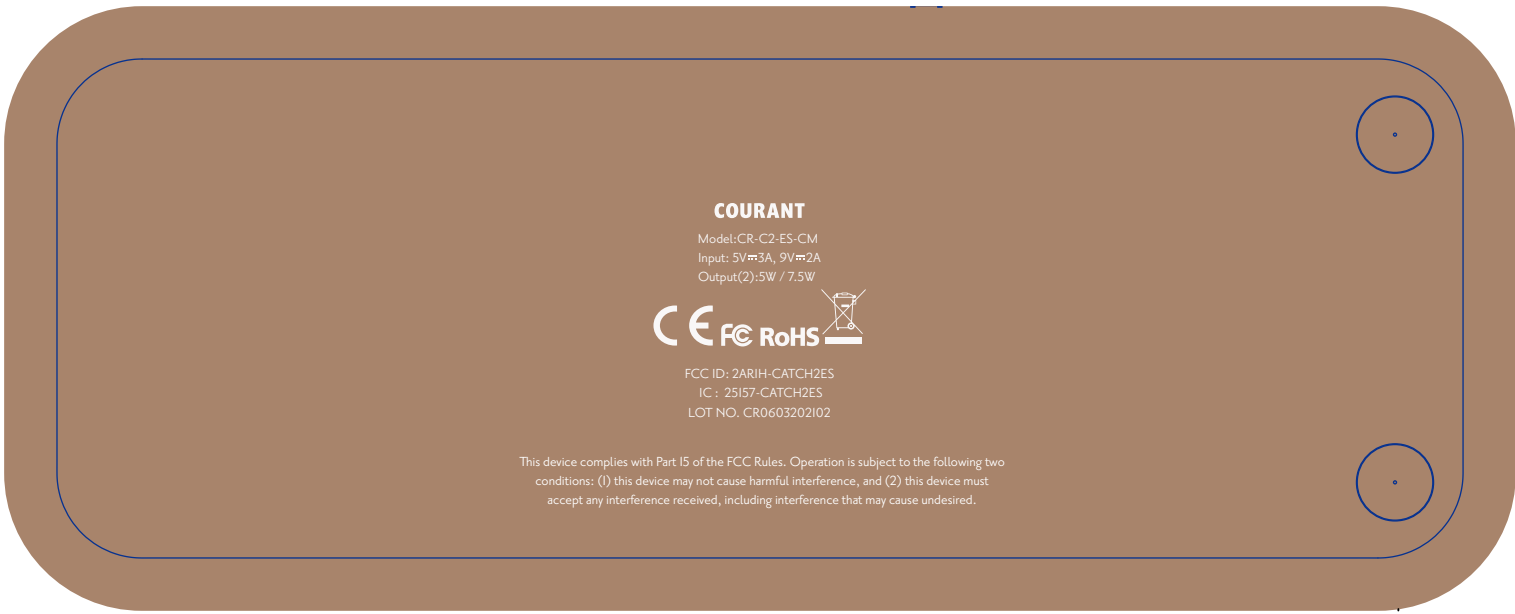 COURANT
Model:CR-C2-ES-CM
Input: 5V⎓3A, 9V⎓2A
Output(2):5W / 7.5W
CE FC RoHS
FCC ID: 2ARIH-CATCH2ES
IC : 25157-CATCH2ES
LOT NO. CR0603202102
This device complies with Part 15 of the FCC Rules. Operation is subject to the following two
conditions: (1) this device may not cause harmful interference, and (2) this device must
accept any interference received, including interference that may cause undesired.